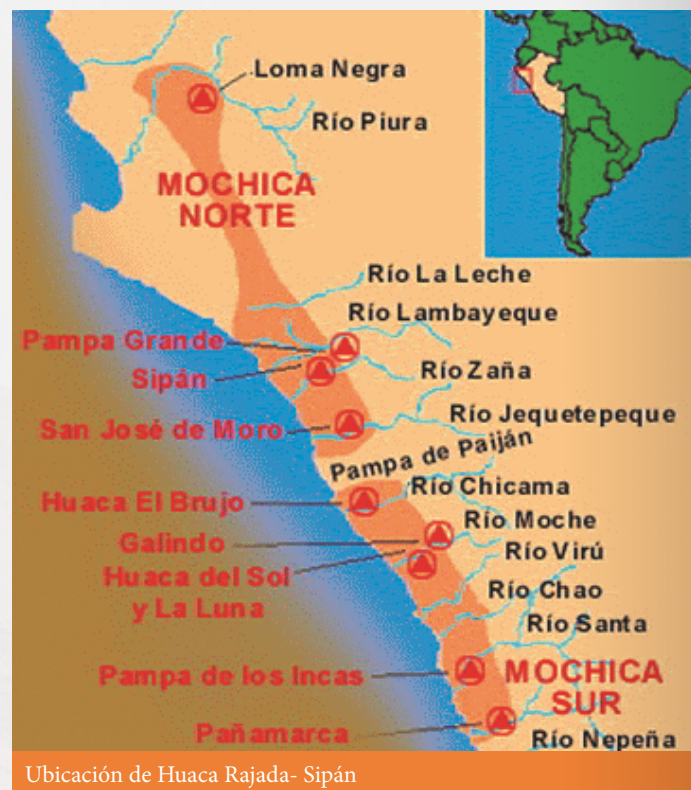 Loma Negra
Río Piura
MOCHICA
NORTE
Río La Leche
Río Lambayeque
Pampa Grande
Sipán
Río Zaña
Río Jequetepeque
San José de Moro
Pampa de Paiján
Río Chicama
Huaca El Brujo
Río Moche
Galindo
Río Virú
Huaca del Sol
y La Luna
Río Chao
Río Santa
Pampa de los Incas
MOCHICA
SUR
Pañamarca
Río Nepeña
Ubicación de Huaca Rajada- Sipán